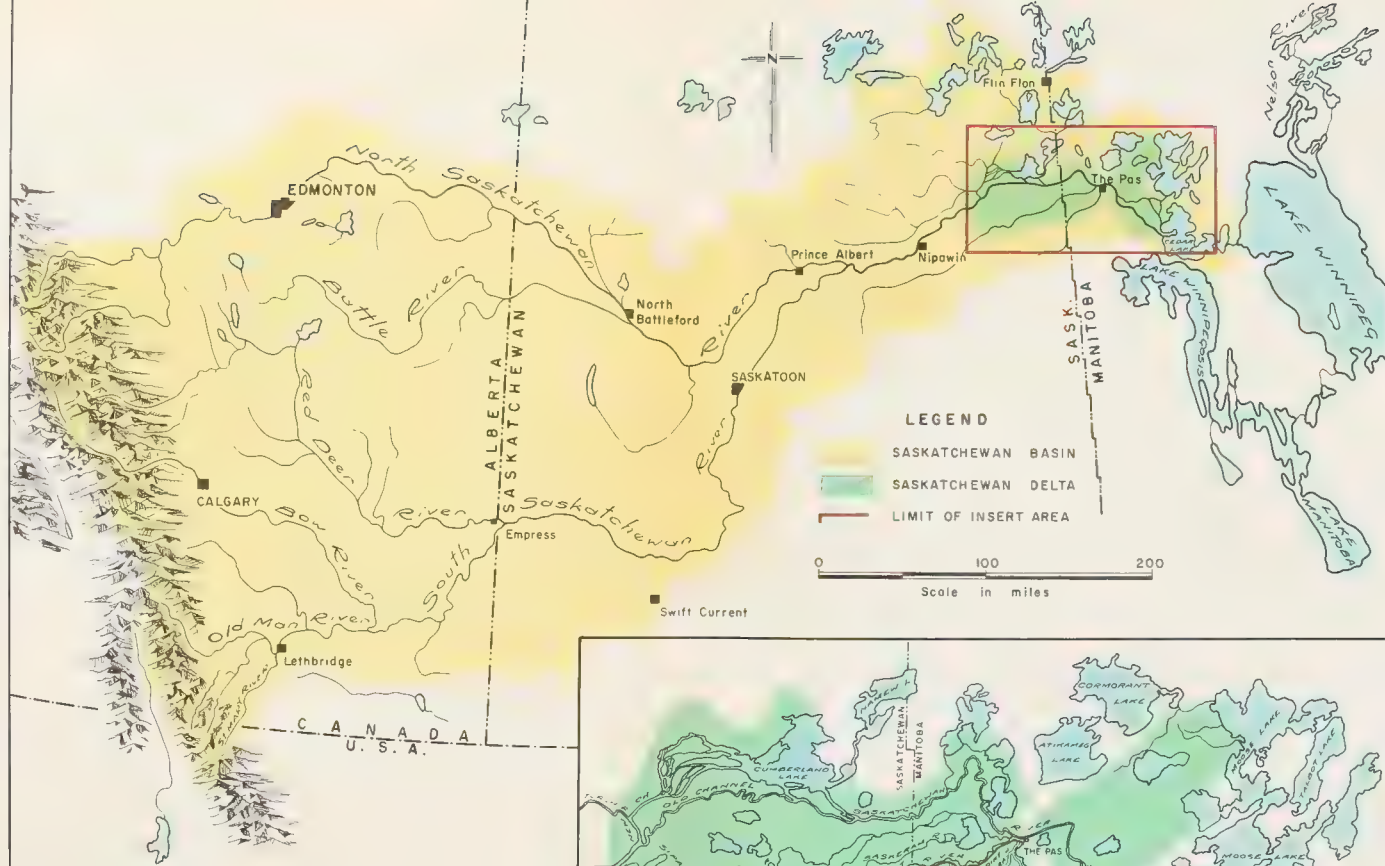 N
Flin Flon
Nelson River
North Saskatchewan River
EDMONTON
The Pas
LAKE WINNIPEG
CEDAR LAKE
Nipawin
Prince Albert
LAKE WINNIPEGOSIS
Battle River
North
Battleford
SASK.
MANITOBA
ALBERTA
SASKATCHEWAN
SASKATOON
Red Deer River
CALGARY
Bow River
South Saskatchewan River
Empress
LEGEND
SASKATCHEWAN BASIN
SASKATCHEWAN DELTA
LIMIT OF INSERT AREA
LAKE MANITOBA
0 100 200
Scale in miles
Swift Current
Old Man River
Lethbridge
CANADA
U.S.A.
SASKATCHEWAN
MANITOBA
CORMORANT
LAKE
ATIKAMEG
LAKE
MOOSE LAKE
TALBOT LAKE
CUMBERLAND
LAKE
OLD CHANNEL
SASKATCHEWAN
RIVER
THE PAS
MOOSE LAKE